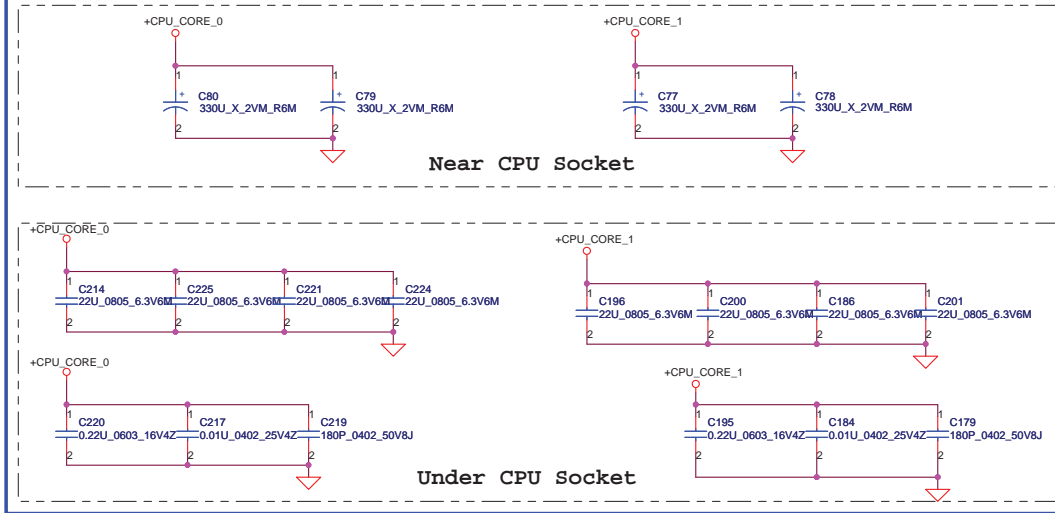 +CPU_CORE_0
+CPU_CORE_1
1 1 1 1
+ C80 + C79 + C77 + C78
330U_X_2VM_R6M 330U_X_2VM_R6M 330U_X_2VM_R6M 330U_X_2VM_R6M
2 2 2 2
Near CPU Socket
+CPU_CORE_0
+CPU_CORE_1
1 1 1 1
C214 C225 C221 C224
22U_0805_6.3V6M 22U_0805_6.3V6M 22U_0805_6.3V6M 22U_0805_6.3V6M
2 2 2 2
1 1 1 1
C196 C200 C186 C201
22U_0805_6.3V6M 22U_0805_6.3V6M 22U_0805_6.3V6M 22U_0805_6.3V6M
2 2 2 2
+CPU_CORE_0
+CPU_CORE_1
1 1 1
C220 C217 C219
0.22U_0603_16V4Z 0.01U_0402_25V4Z 180P_0402_50V8J
2 2 2
1 1 1
C195 C184 C179
0.22U_0603_16V4Z 0.01U_0402_25V4Z 180P_0402_50V8J
2 2 2
Under CPU Socket